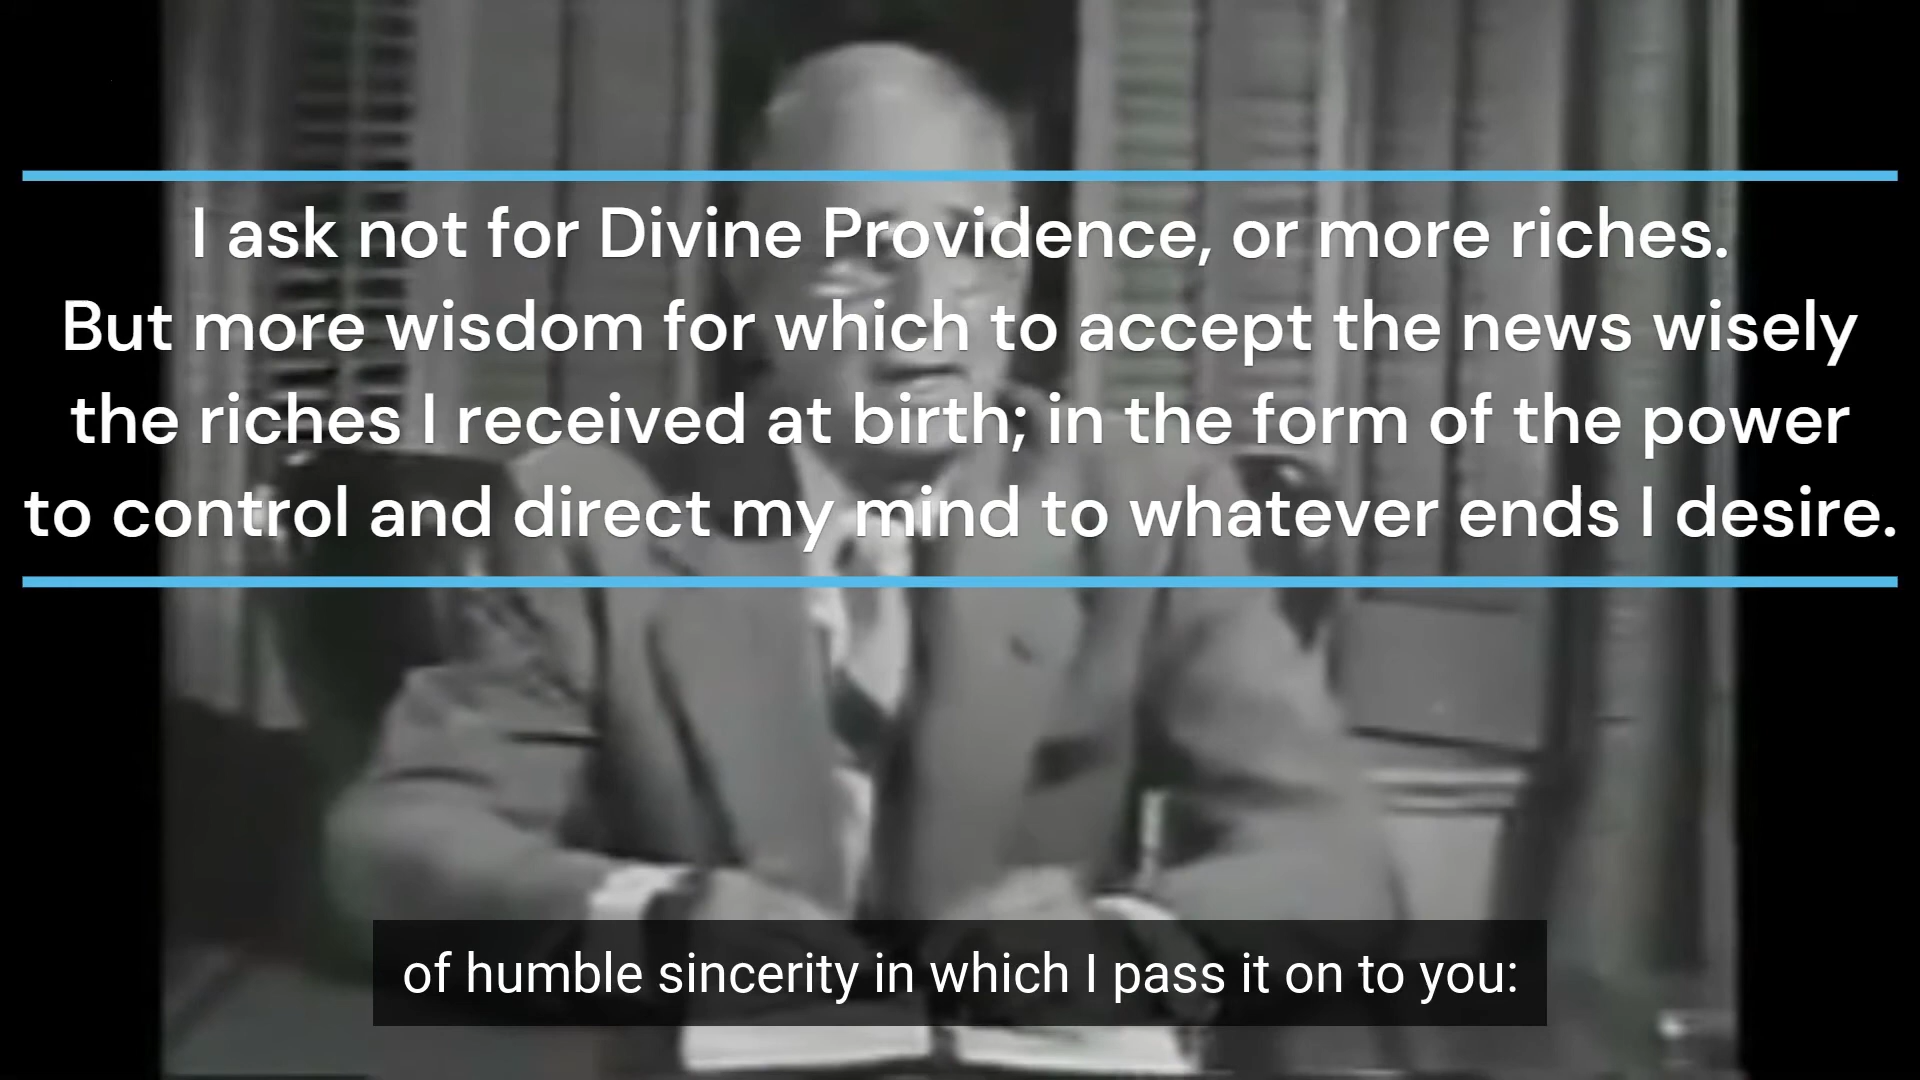 I ask not for Divine Providence, or more riches.
But more wisdom for which to accept the news wisely
the riches I received at birth; in the form of the power
to control and direct my mind to whatever ends I desire.
of humble sincerity in which I pass it on to you: